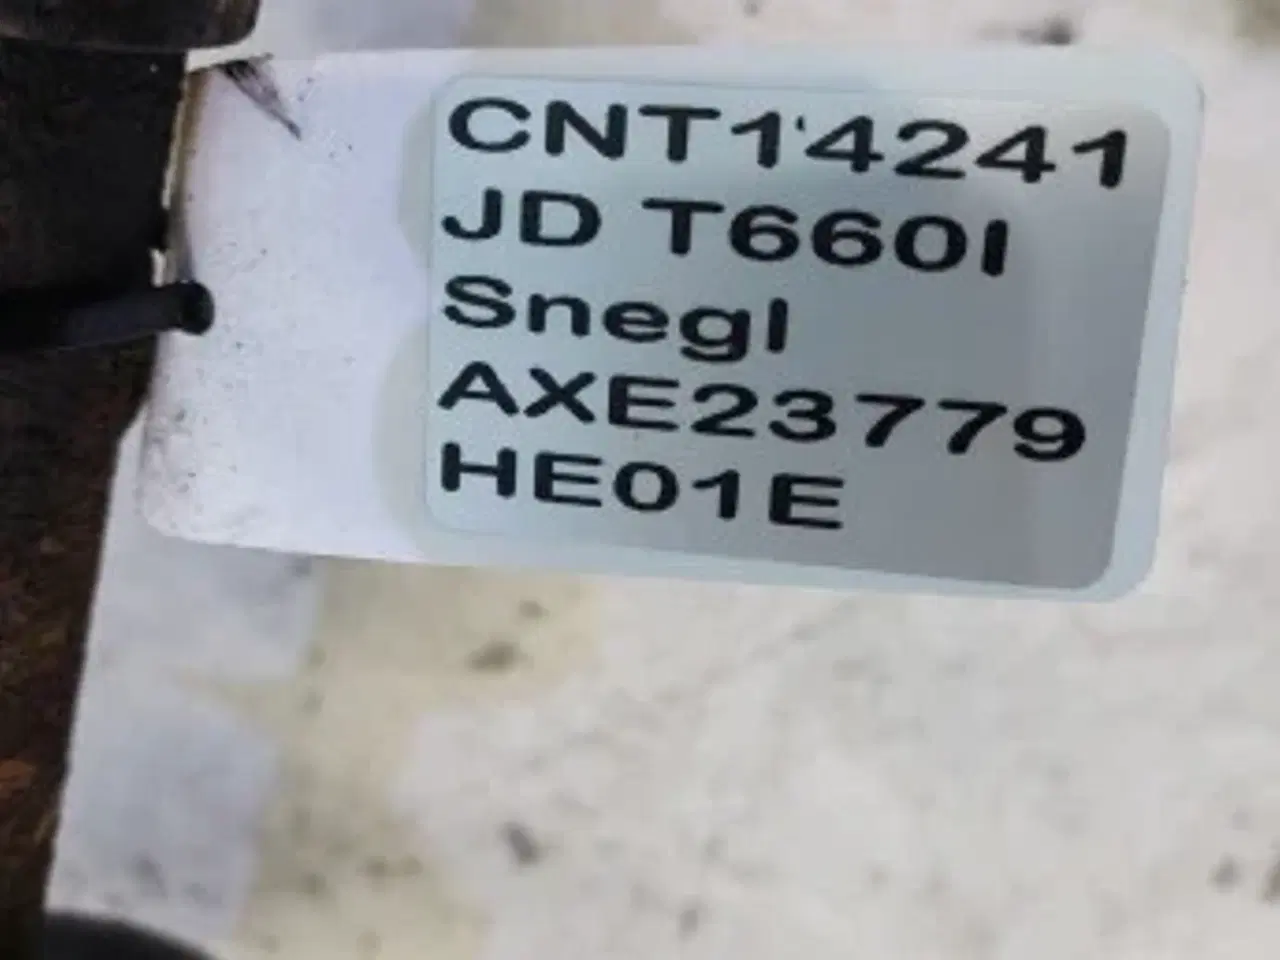 CNT14241
JD T660I
Snegl
AXE23779
HE01E